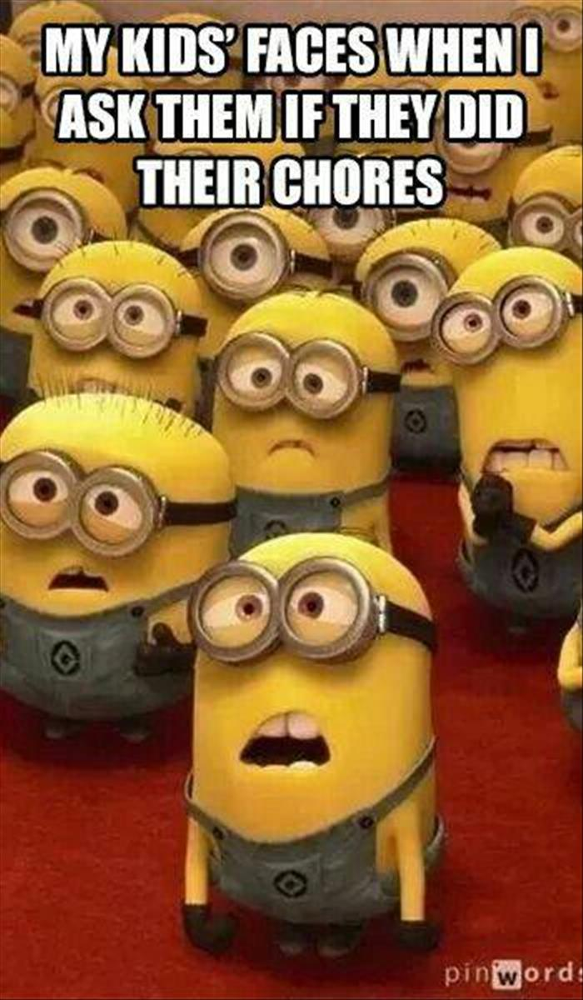 MY KIDS' FACES WHEN I
ASK THEM IF THEY DID
THEIR CHORES
pinwords